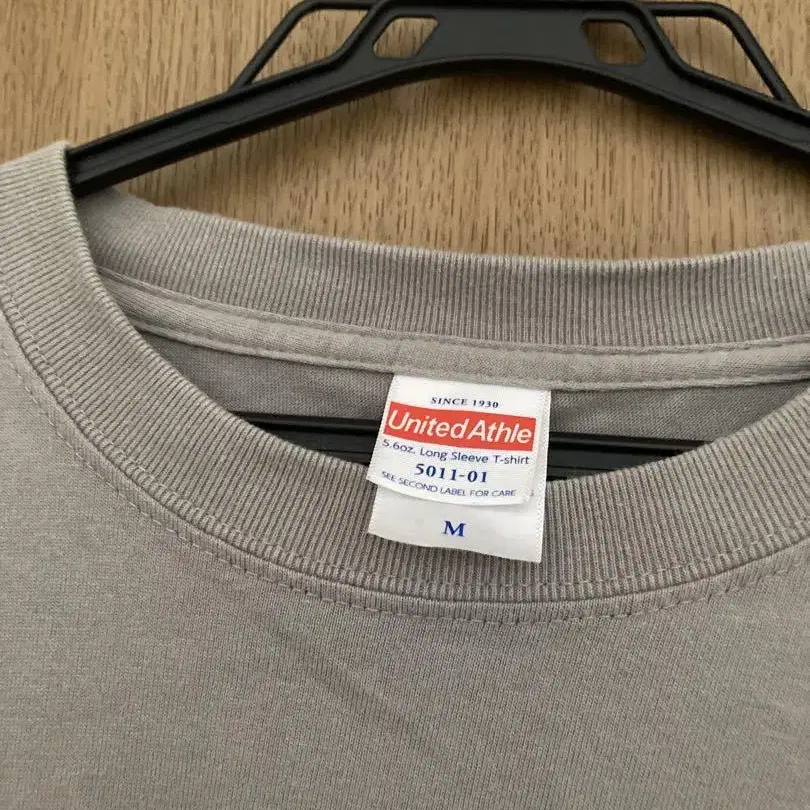 SINCE 1930
United Athle
5.6oz. Long Sleeve T-shirt
5011-01
SEE SECOND LABEL FOR CARE
M